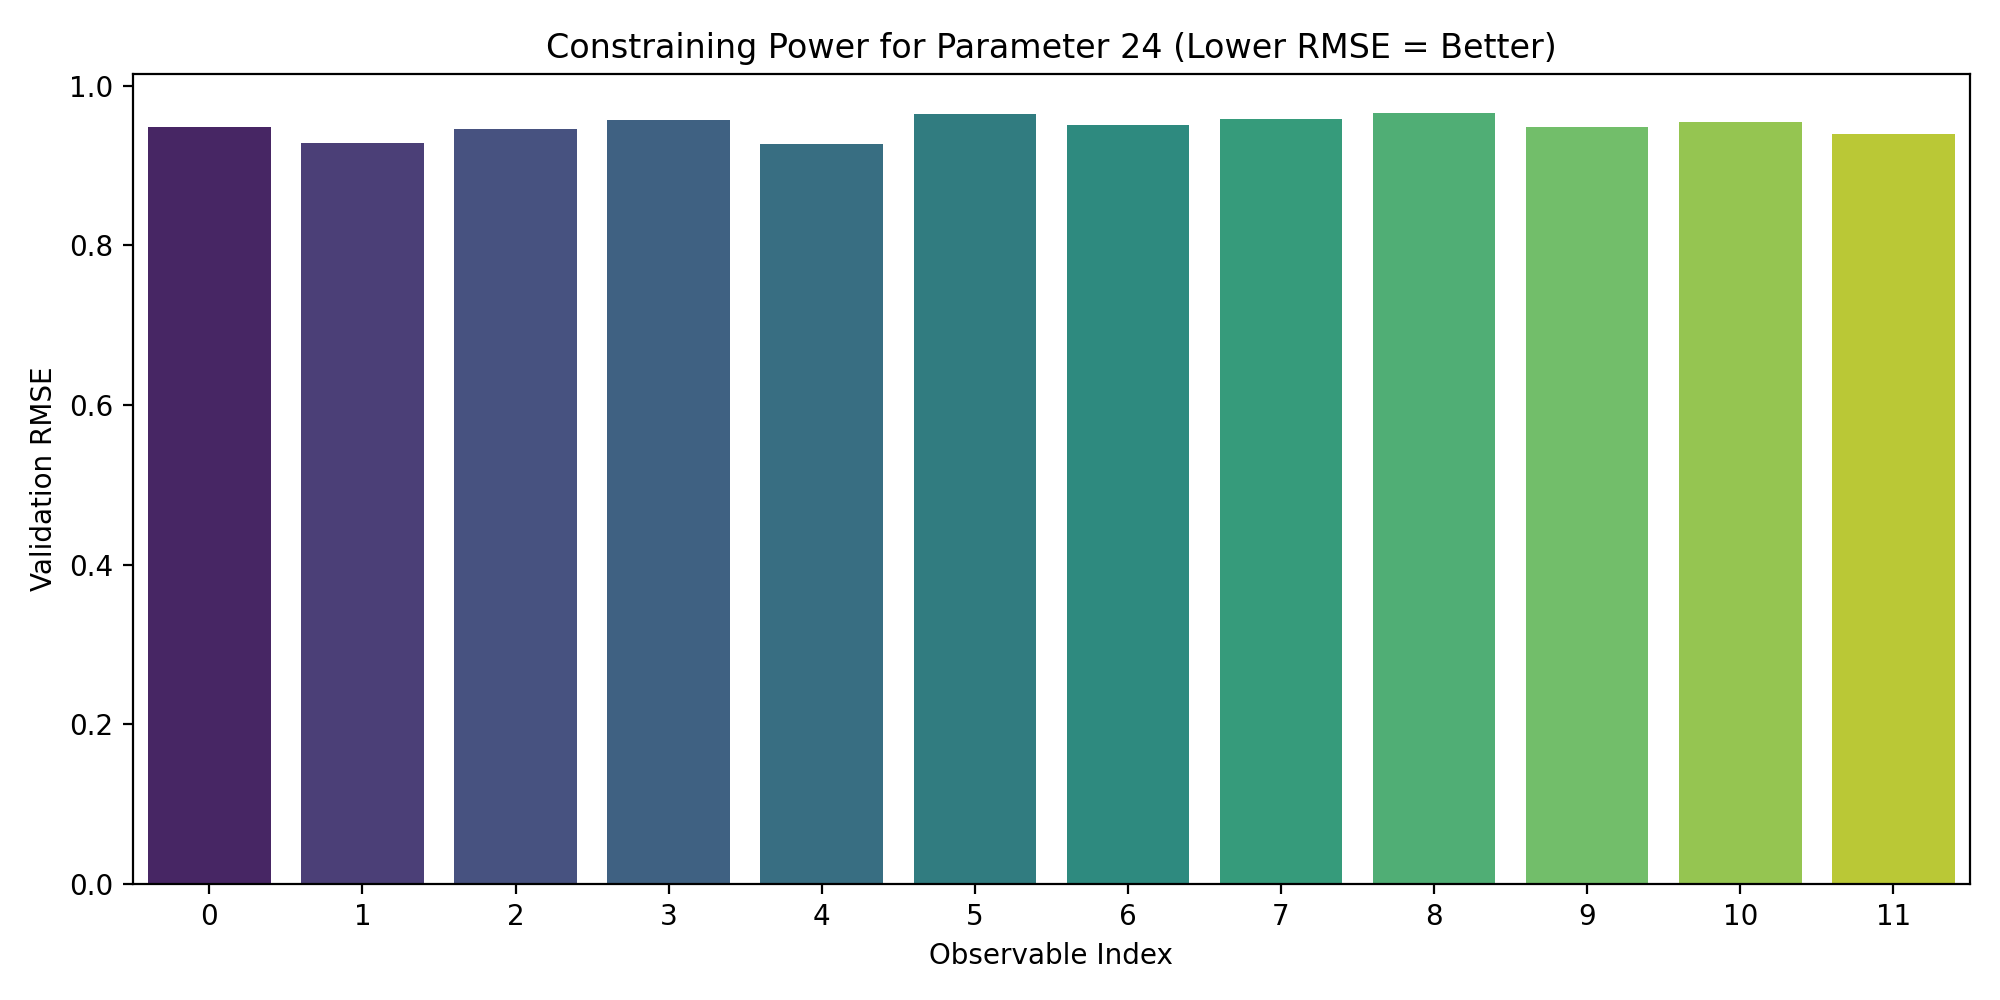 Constraining Power for Parameter 24 (Lower RMSE = Better)
1.0
0.8
0.6
0.4
0.2
0.0
Validation RMSE
0 1 2 3 4 5 6 7 8 9 10 11
Observable Index